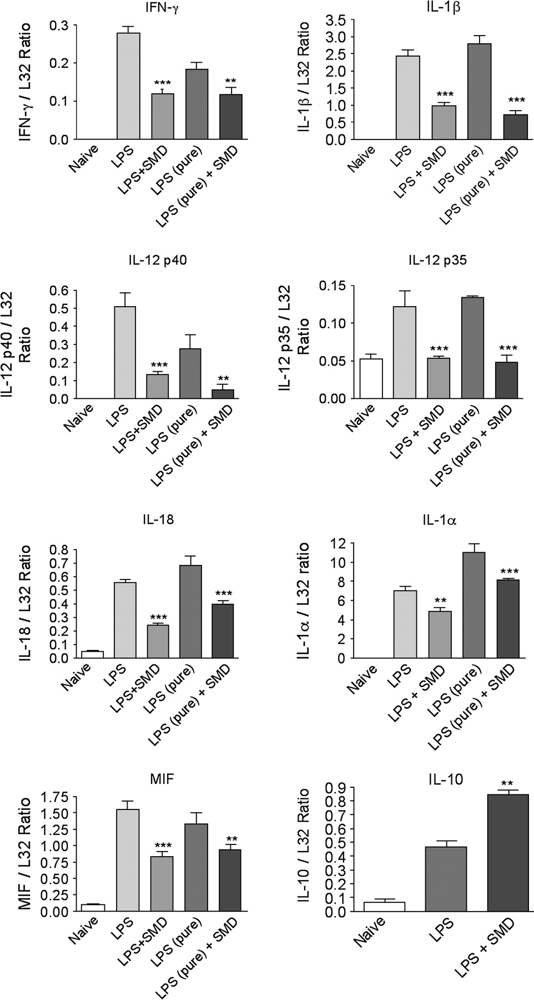 IFN-γ
IFN-γ / L32 Ratio
0.3
0.2
0.1
0.0
***
**
Naive
LPS
LPS+SMD
LPS (pure)
LPS (pure) + SMD
IL-1β
IL-1β / L32 Ratio
3.5
3.0
2.5
2.0
1.5
1.0
0.5
0.0
***
***
Naive
LPS
LPS + SMD
LPS (pure)
LPS (pure) + SMD
IL-12 p40
IL-12 p40 / L32
Ratio
0.6
0.5
0.4
0.3
0.2
0.1
0.0
***
**
Naive
LPS
LPS+SMD
LPS (pure)
LPS (pure) + SMD
IL-12 p35
IL-12 p35 / L32
Ratio
0.15
0.10
0.05
0.00
***
***
Naive
LPS
LPS + SMD
LPS (pure)
LPS (pure) + SMD
IL-18
IL-18 / L32 Ratio
0.8
0.7
0.6
0.5
0.4
0.3
0.2
0.1
0.0
***
***
Naive
LPS
LPS+SMD
LPS (pure)
LPS (pure) + SMD
IL-1α
IL-1α / L32 ratio
12
10
8
6
4
2
0
**
***
Naive
LPS
LPS + SMD
LPS (pure)
LPS (pure) + SMD
MIF
MIF / L32 Ratio
1.75
1.50
1.25
1.00
0.75
0.50
0.25
0.00
***
**
Naive
LPS
LPS+SMD
LPS (pure)
LPS (pure) + SMD
IL-10
IL-10 / L32 Ratio
0.9
0.8
0.7
0.6
0.5
0.4
0.3
0.2
0.1
0.0
**
Naive
LPS
LPS + SMD